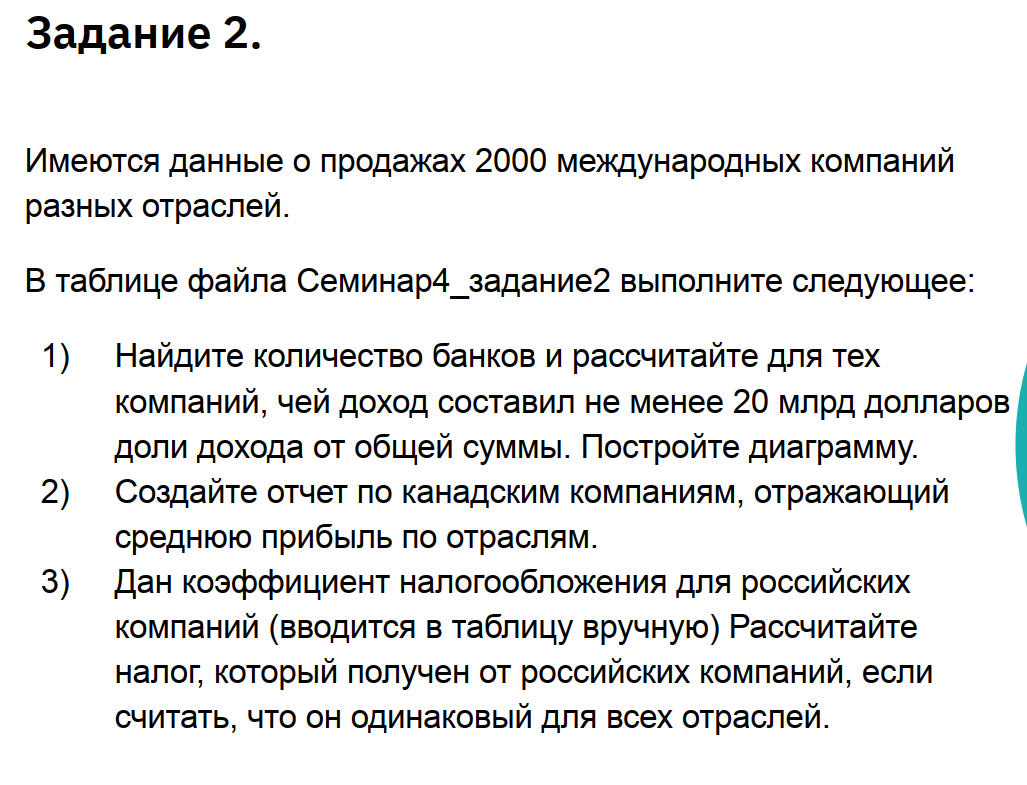 Задание 2.
Имеются данные о продажах 2000 международных компаний
разных отраслей.
В таблице файла Семинар4_задание2 выполните следующее:
1) Найдите количество банков и рассчитайте для тех
компаний, чей доход составил не менее 20 млрд долларов
доли дохода от общей суммы. Постройте диаграмму.
2) Создайте отчет по канадским компаниям, отражающий
среднюю прибыль по отраслям.
3) Дан коэффициент налогообложения для российских
компаний (вводится в таблицу вручную) Рассчитайте
налог, который получен от российских компаний, если
считать, что он одинаковый для всех отраслей.